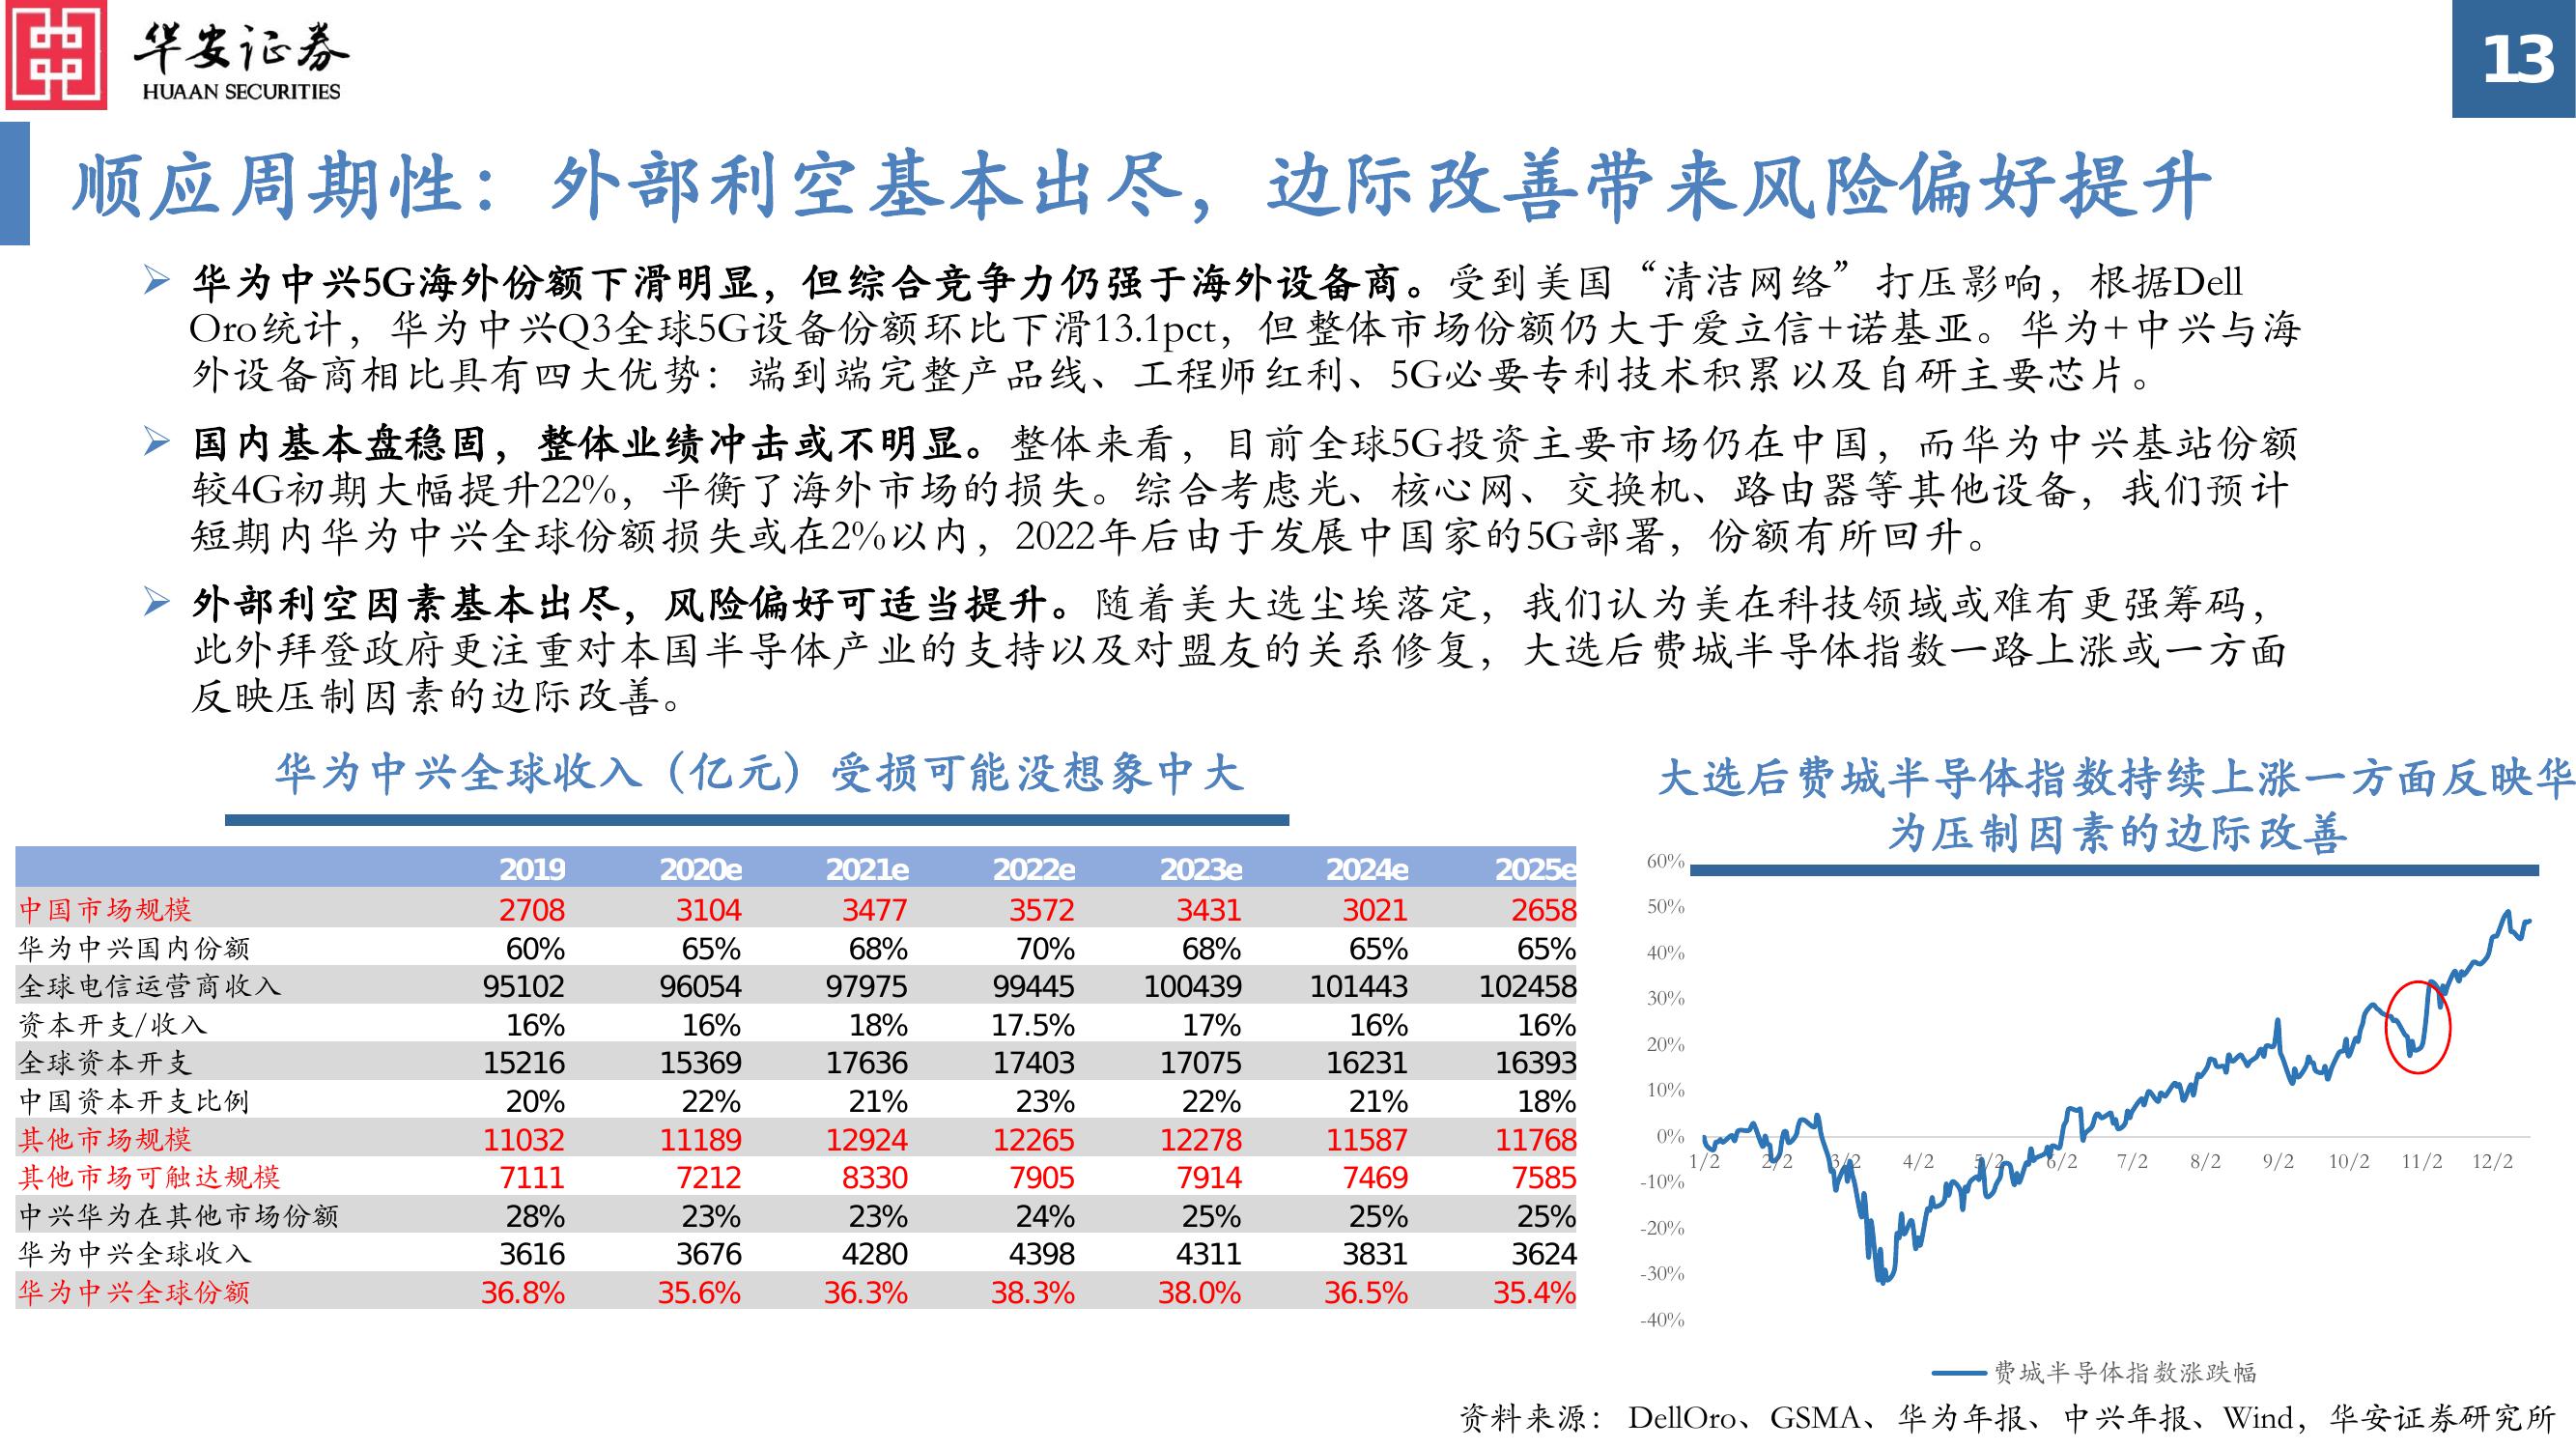 华安证券
HUAAN SECURITIES
13
顺应周期性：外部利空基本出尽，边际改善带来风险偏好提升
➢ 华为中兴5G海外份额下滑明显，但综合竞争力仍强于海外设备商。受到美国“清洁网络”打压影响，根据Dell
Oro统计，华为中兴Q3全球5G设备份额环比下滑13.1pct，但整体市场份额仍大于爱立信+诺基亚。华为+中兴与海
外设备商相比具有四大优势：端到端完整产品线、工程师红利、5G必要专利技术积累以及自研主要芯片。
➢ 国内基本盘稳固，整体业绩冲击或不明显。整体来看，目前全球5G投资主要市场仍在中国，而华为中兴基站份额
较4G初期大幅提升22%，平衡了海外市场的损失。综合考虑光、核心网、交换机、路由器等其他设备，我们预计
短期内华为中兴全球份额损失或在2%以内，2022年后由于发展中国家的5G部署，份额有所回升。
➢ 外部利空因素基本出尽，风险偏好可适当提升。随着美大选尘埃落定，我们认为美在科技领域或难有更强筹码，
此外拜登政府更注重对本国半导体产业的支持以及对盟友的关系修复，大选后费城半导体指数一路上涨或一方面
反映压制因素的边际改善。
华为中兴全球收入（亿元）受损可能没想象中大
2019 2020e 2021e 2022e 2023e 2024e 2025e
中国市场规模 2708 3104 3477 3572 3431 3021 2658
华为中兴国内份额 60% 65% 68% 70% 68% 65% 65%
全球电信运营商收入 95102 96054 97975 99445 100439 101443 102458
资本开支/收入 16% 16% 18% 17.5% 17% 16% 16%
全球资本开支 15216 15369 17636 17403 17075 16231 16393
中国资本开支比例 20% 22% 21% 23% 22% 21% 18%
其他市场规模 11032 11189 12924 12265 12278 11587 11768
其他市场可触达规模 7111 7212 8330 7905 7914 7469 7585
中兴华为在其他市场份额 28% 23% 23% 24% 25% 25% 25%
华为中兴全球收入 3616 3676 4280 4398 4311 3831 3624
华为中兴全球份额 36.8% 35.6% 36.3% 38.3% 38.0% 36.5% 35.4%
大选后费城半导体指数持续上涨一方面反映华
为压制因素的边际改善
60%
50%
40%
30%
20%
10%
0%
1/2 2/2 3/2 4/2 5/2 6/2 7/2 8/2 9/2 10/2 11/2 12/2
-10%
-20%
-30%
-40%
费城半导体指数涨跌幅
资料来源： DellOro、GSMA、华为年报、中兴年报、Wind，华安证券研究所